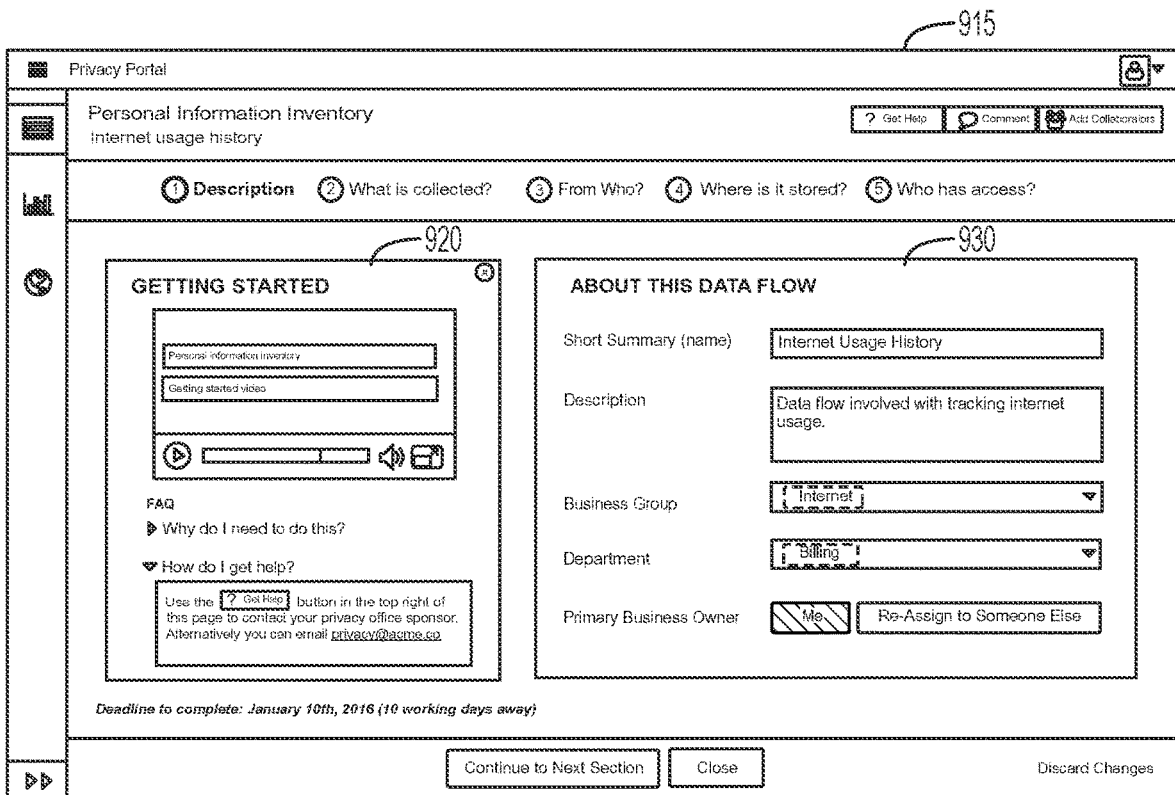 915
Privacy Portal
Personal Information Inventory
Internet usage history
? Get Help Comment Add Collaborators
1 Description 2 What is collected? 3 From Who? 4 Where is it stored? 5 Who has access?
920
GETTING STARTED
Personal information inventory
Getting started video
FAQ
Why do I need to do this?
How do I get help?
Use the ? Get Help button in the top right of
this page to contact your privacy office sponsor.
Alternatively you can email privacy@acme.co
930
ABOUT THIS DATA FLOW
Short Summary (name) Internet Usage History
Description Data flow involved with tracking internet
usage.
Business Group Internet
Department Billing
Primary Business Owner Me Re-Assign to Someone Else
Deadline to complete: January 10th, 2016 (10 working days away)
Continue to Next Section Close Discard Changes